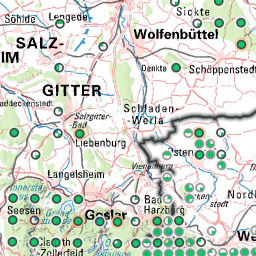 Söhlde
Lengede
Sickte
Wolfenbüttel
SALZ-
GITTER
Denkte
Schöppenstedt
Salzgitter-
Bad
Schladen-
Werla
Liebenburg
Vienenburg
Langelsheim
Seesen
Goslar
Bad
Harzburg
Clausthal-
Zellerfeld